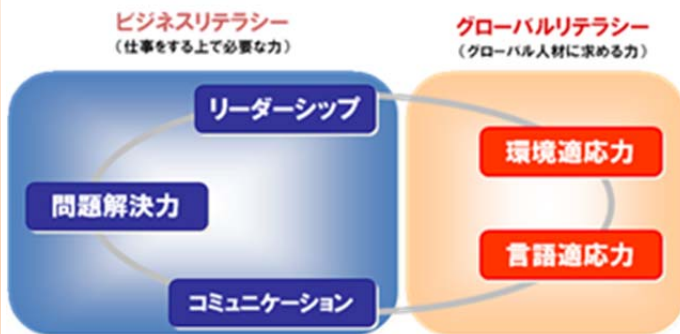 ビジネスリテラシー
（仕事をする上で必要な力）
グローバルリテラシー
（グローバル人材に求める力）
リーダーシップ
問題解決力
コミュニケーション
環境適応力
言語適応力